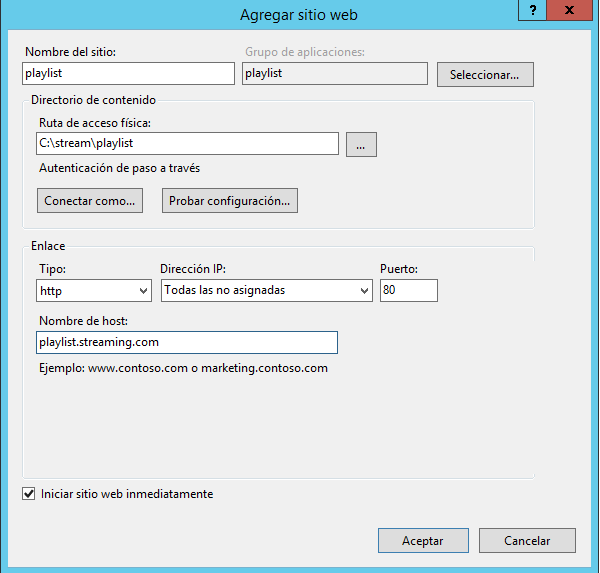 Agregar sitio web
? x
Nombre del sitio: Grupo de aplicaciones:
playlist playlist Seleccionar...
Directorio de contenido
Ruta de acceso física:
C:\stream\playlist ...
Autenticación de paso a través
Conectar como... Probar configuración...
Enlace
Tipo: Dirección IP: Puerto:
http Todas las no asignadas 80
Nombre de host:
playlist.streaming.com
Ejemplo: www.contoso.com o marketing.contoso.com
Iniciar sitio web inmediatamente
Aceptar Cancelar